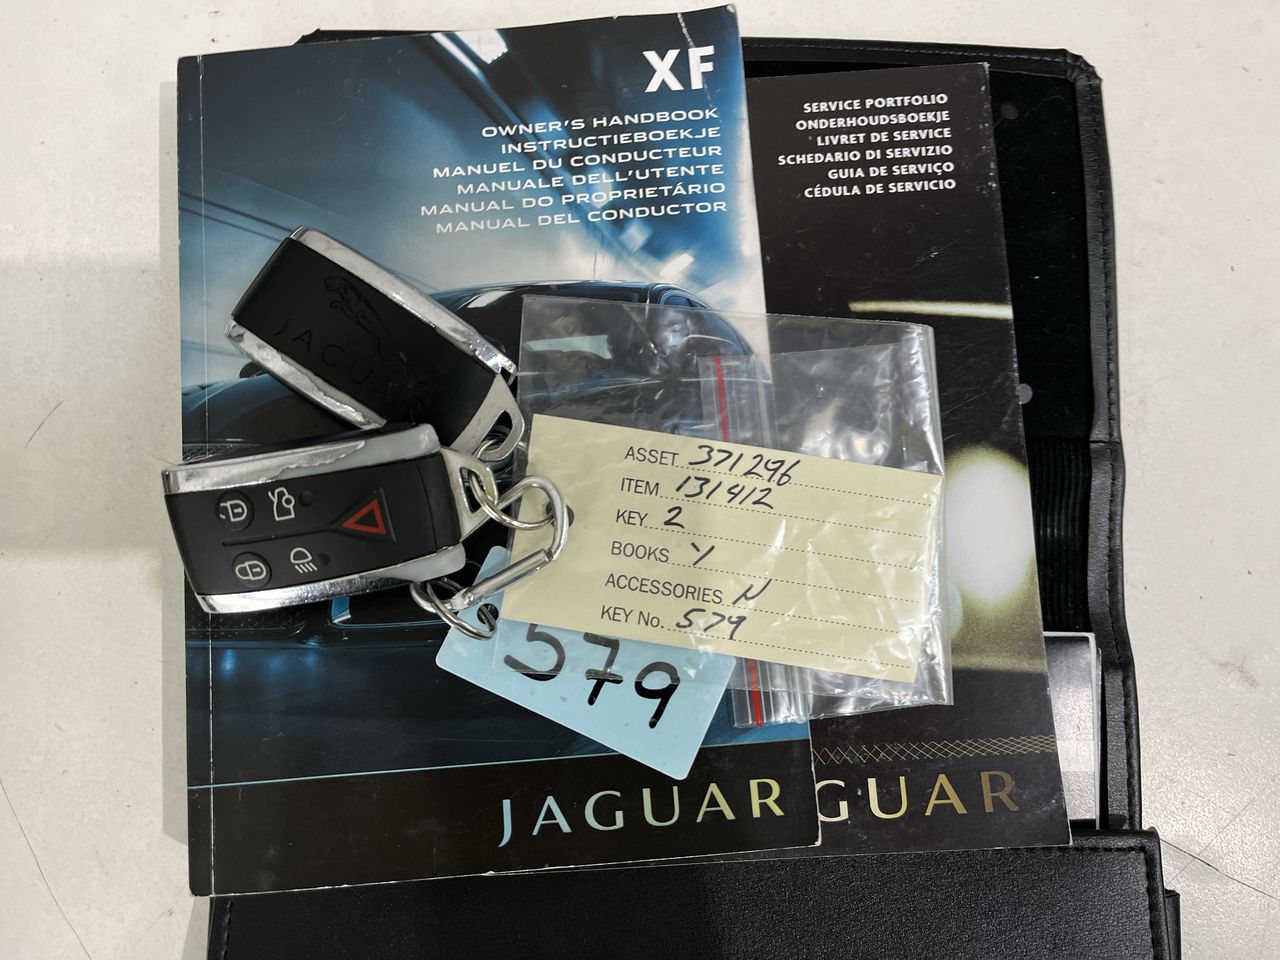 XF
OWNER'S HANDBOOK
INSTRUCTIEBOEKJE
MANUEL DU CONDUCTEUR
MANUALE DELL'UTENTE
MANUAL DO PROPRIETÁRIO
MANUAL DEL CONDUCTOR
SERVICE PORTFOLIO
ONDERHOUDSBOEKJE
LIVRET DE SERVICE
SCHEDARIO DI SERVIZIO
GUIA DE SERVIÇO
CÉDULA DE SERVICIO
JAGUAR
ASSET 371296
ITEM 131412
KEY 2
BOOKS Y
ACCESSORIES N
KEY No. 579
579
JAGUAR
GUAR